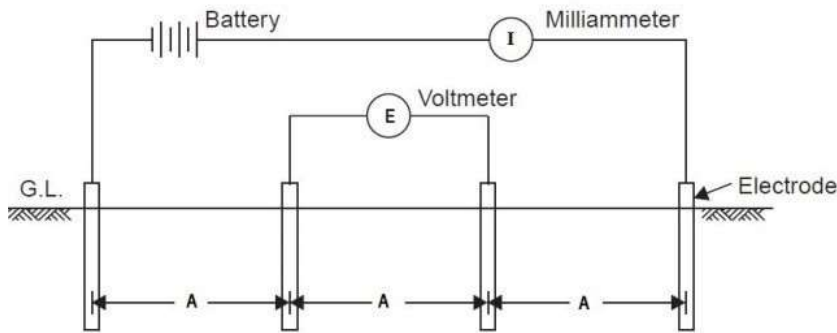 Battery
I
Milliammeter
E
Voltmeter
G.L.
Electrode
A
A
A